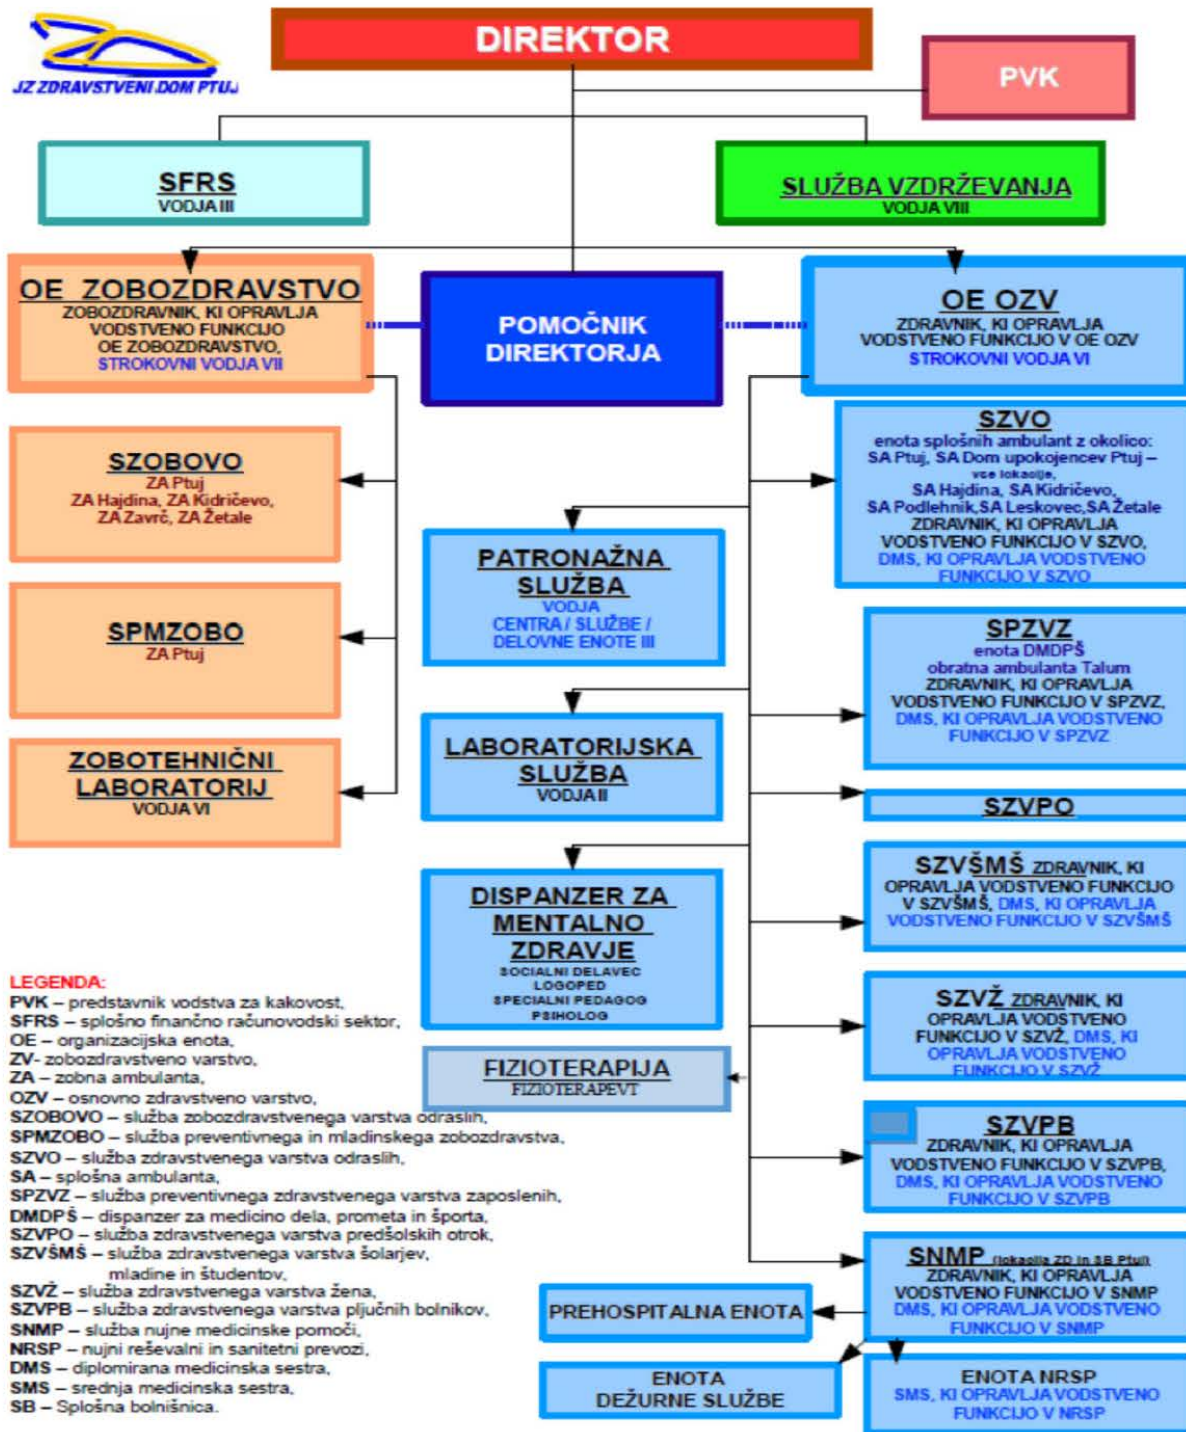 DIREKTOR
JZ ZDRAVSTVENI DOM PTUJ
PVK
SFRS
VODJA III
SLUŽBA VZDRŽEVANJA
VODJA VIII
OE ZOBOZDRAVSTVO
ZOBOZDRAVNIK, KI OPRAVLJA
VODSTVENO FUNKCIJO
OE ZOBOZDRAVSTVO,
STROKOVNI VODJA VII
POMOČNIK
DIREKTORJA
OE OZV
ZDRAVNIK, KI OPRAVLJA
VODSTVENO FUNKCIJO V OE OZV
STROKOVNI VODJA VI
SZOBOVO
ZA Ptuj
ZA Hajdina, ZA Kidričevo,
ZA Zavrč, ZA Žetale
SPMZOBO
ZA Ptuj
ZOBOTEHNIČNI
LABORATORIJ
VODJA VI
PATRONAŽNA
SLUŽBA
VODJA
CENTRA / SLUŽBE /
DELOVNE ENOTE III
LABORATORIJSKA
SLUŽBA
VODJA II
DISPANZER ZA
MENTALNO
ZDRAVJE
SOCIALNI DELAVEC
LOGOPED
SPECIALNI PEDAGOG
PSIHOLOG
FIZIOTERAPIJA
FIZIOTERAPEVT
SZVO
enota splošnih ambulant z okolico:
SA Ptuj, SA Dom upokojencev Ptuj –
vse lokacije,
SA Hajdina, SA Kidričevo,
SA Podlehnik,SA Leskovec,SA Žetale
ZDRAVNIK, KI OPRAVLJA
VODSTVENO FUNKCIJO V SZVO,
DMS, KI OPRAVLJA VODSTVENO
FUNKCIJO V SZVO
SPZVZ
enota DMDPŠ
obratna ambulanta Talum
ZDRAVNIK, KI OPRAVLJA
VODSTVENO FUNKCIJO V SPZVZ,
DMS, KI OPRAVLJA VODSTVENO
FUNKCIJO V SPZVZ
SZVPO
SZVŠMŠ ZDRAVNIK, KI
OPRAVLJA VODSTVENO FUNKCIJO
V SZVŠMŠ, DMS, KI OPRAVLJA
VODSTVENO FUNKCIJO V SZVŠMŠ
SZVŽ ZDRAVNIK, KI
OPRAVLJA VODSTVENO
FUNKCIJO V SZVŽ, DMS, KI
OPRAVLJA VODSTVENO
FUNKCIJO V SZVŽ
SZVPB
ZDRAVNIK, KI OPRAVLJA
VODSTVENO FUNKCIJO V SZVPB,
DMS, KI OPRAVLJA VODSTVENO
FUNKCIJO V SZVPB
SNMP (lokacija ZD in SB Ptuj)
ZDRAVNIK, KI OPRAVLJA
VODSTVENO FUNKCIJO V SNMP
DMS, KI OPRAVLJA VODSTVENO
FUNKCIJO V SNMP
PREHOSPITALNA ENOTA
ENOTA
DEŽURNE SLUŽBE
ENOTA NRSP
SMS, KI OPRAVLJA VODSTVENO
FUNKCIJO V NRSP
LEGENDA:
PVK – predstavnik vodstva za kakovost,
SFRS – splošno finančno računovodski sektor,
OE – organizacijska enota,
ZV- zobozdravstveno varstvo,
ZA – zobna ambulanta,
OZV – osnovno zdravstveno varstvo,
SZOBOVO – služba zobozdravstvenega varstva odraslih,
SPMZOBO – služba preventivnega in mladinskega zobozdravstva,
SZVO – služba zdravstvenega varstva odraslih,
SA – splošna ambulanta,
SPZVZ – služba preventivnega zdravstvenega varstva zaposlenih,
DMDPŠ – dispanzer za medicino dela, prometa in športa,
SZVPO – služba zdravstvenega varstva predšolskih otrok,
SZVŠMŠ – služba zdravstvenega varstva šolarjev,
mladine in študentov,
SZVŽ – služba zdravstvenega varstva žena,
SZVPB – služba zdravstvenega varstva pljučnih bolnikov,
SNMP – služba nujne medicinske pomoči,
NRSP – nujni reševalni in sanitetni prevozi,
DMS – diplomirana medicinska sestra,
SMS – srednja medicinska sestra,
SB – Splošna bolnišnica.